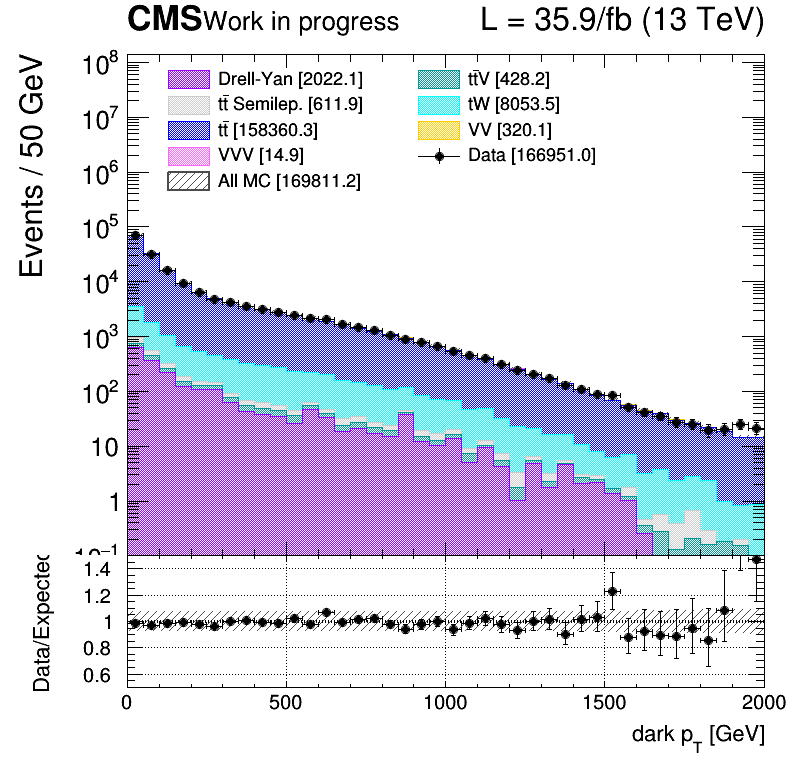 CMS Work in progress L = 35.9/fb (13 TeV)
Events / 50 GeV
10⁸
10⁷
10⁶
10⁵
10⁴
10³
10²
10
1
10⁻¹
Drell-Yan [2022.1]
tt̄ Semilep. [611.9]
tt̄ [158360.3]
VVV [14.9]
All MC [169811.2]
tt̄V [428.2]
tW [8053.5]
VV [320.1]
Data [166951.0]
Data/Expected
1.4
1.2
1
0.8
0.6
0 500 1000 1500 2000
dark p_T [GeV]